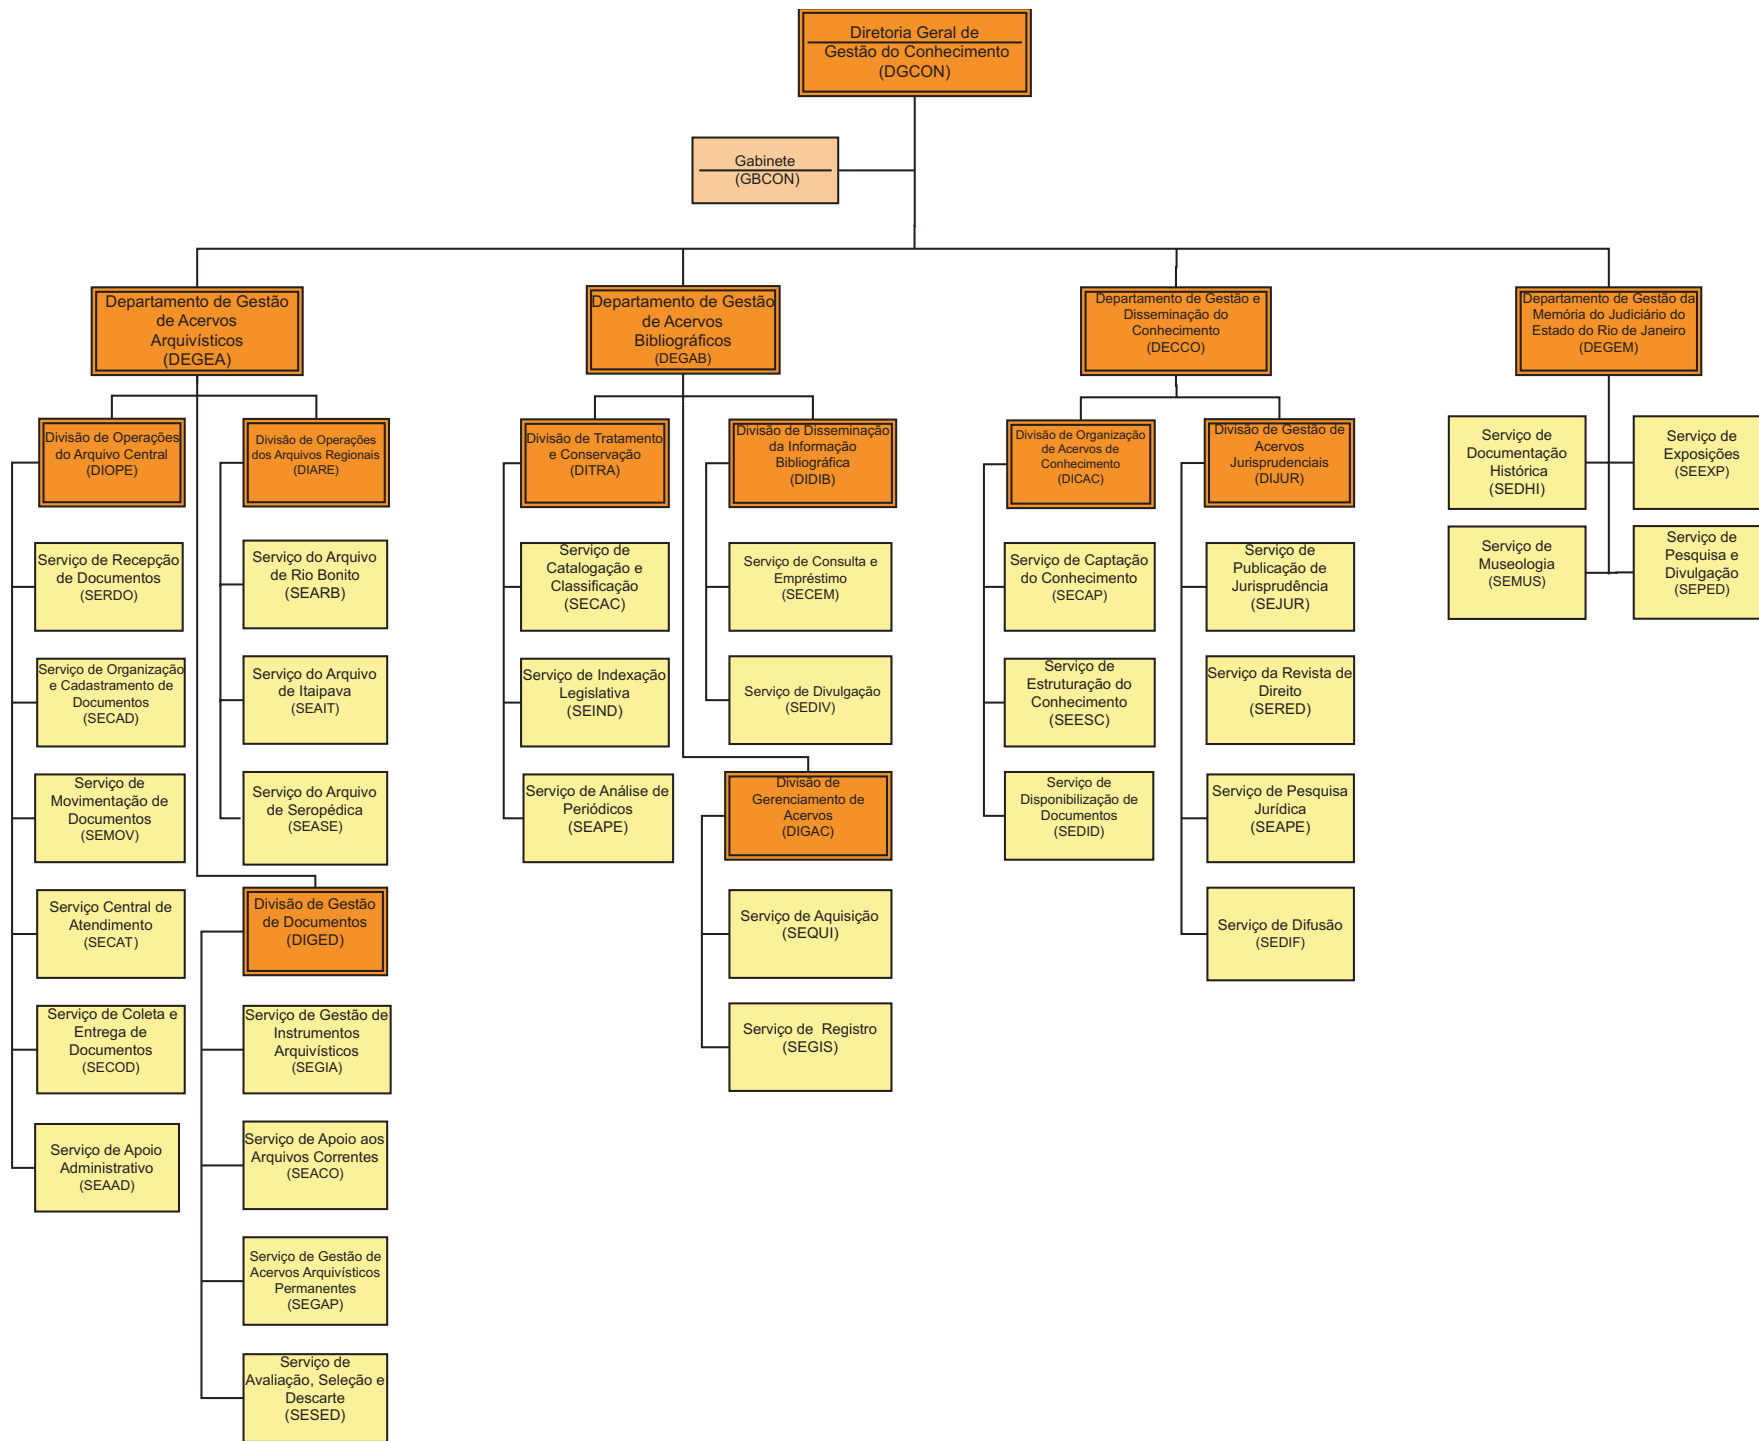 Diretoria Geral de
Gestão do Conhecimento
(DGCON)
Gabinete
(GBCON)
Departamento de Gestão
de Acervos
Arquivísticos
(DEGEA)
Departamento de Gestão
de Acervos
Bibliográficos
(DEGAB)
Departamento de Gestão e
Disseminação do
Conhecimento
(DECCO)
Departamento de Gestão da
Memória do Judiciário do
Estado do Rio de Janeiro
(DEGEM)
Divisão de Operações
do Arquivo Central
(DIOPE)
Divisão de Operações
dos Arquivos Regionais
(DIARE)
Divisão de Tratamento
e Conservação
(DITRA)
Divisão de Disseminação
da Informação
Bibliográfica
(DIDIB)
Divisão de Organização
de Acervos de
Conhecimento
(DICAC)
Divisão de Gestão de
Acervos
Jurisprudenciais
(DIJUR)
Serviço de
Documentação
Histórica
(SEDHI)
Serviço de
Exposições
(SEEXP)
Serviço de Recepção
de Documentos
(SERDO)
Serviço do Arquivo
de Rio Bonito
(SEARB)
Serviço de
Catalogação e
Classificação
(SECAC)
Serviço de Consulta e
Empréstimo
(SECEM)
Serviço de Captação
do Conhecimento
(SECAP)
Serviço de
Publicação de
Jurisprudência
(SEJUR)
Serviço de
Museologia
(SEMUS)
Serviço de
Pesquisa e
Divulgação
(SEPED)
Serviço de Organização
e Cadastramento de
Documentos
(SECAD)
Serviço do Arquivo
de Itaipava
(SEAIT)
Serviço de Indexação
Legislativa
(SEIND)
Serviço de Divulgação
(SEDIV)
Serviço de
Estruturação do
Conhecimento
(SEESC)
Serviço da Revista de
Direito
(SERED)
Serviço de
Movimentação de
Documentos
(SEMOV)
Serviço do Arquivo
de Seropédica
(SEASE)
Serviço de Análise de
Periódicos
(SEAPE)
Divisão de
Gerenciamento de
Acervos
(DIGAC)
Serviço de
Disponibilização de
Documentos
(SEDID)
Serviço de Pesquisa
Jurídica
(SEAPE)
Serviço Central de
Atendimento
(SECAT)
Divisão de Gestão
de Documentos
(DIGED)
Serviço de Aquisição
(SEQUI)
Serviço de Difusão
(SEDIF)
Serviço de Coleta e
Entrega de
Documentos
(SECOD)
Serviço de Gestão de
Instrumentos
Arquivísticos
(SEGIA)
Serviço de Registro
(SEGIS)
Serviço de Apoio
Administrativo
(SEAAD)
Serviço de Apoio aos
Arquivos Correntes
(SEACO)
Serviço de Gestão de
Acervos Arquivísticos
Permanentes
(SEGAP)
Serviço de
Avaliação, Seleção e
Descarte
(SESED)